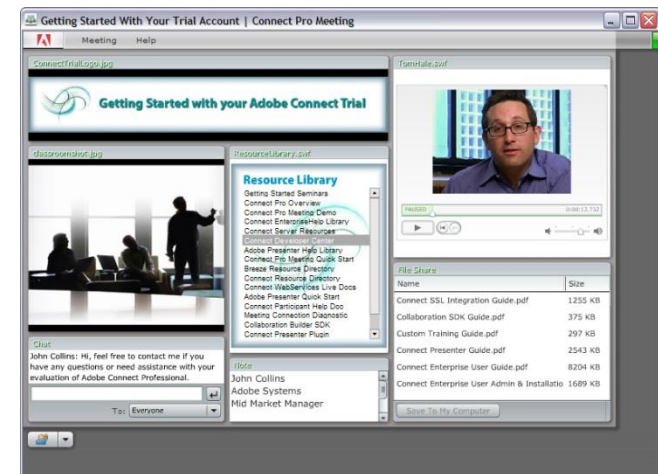 Getting Started With Your Trial Account | Connect Pro Meeting
Meeting Help
ConnectTrialLogo.jpg
Getting Started with your Adobe Connect Trial
classroomshot.jpg
ResourceLibrary.swf
Resource Library
Getting Started Seminars
Connect Pro Overview
Connect Pro Meeting Demo
Connect EnterpriseHelp Library
Connect Server Resources
Connect Developer Center
Adobe Presenter Help Library
Connect Pro Meeting Quick Start
Breeze Resource Directory
Connect Resource Directory
Connect WebServices Live Docs
Adobe Presenter Quick Start
Connect Participant Help Doc
Meeting Connection Diagnostic
Collaboration Builder SDK
Connect Presenter Plugin
Chat
John Collins: Hi, feel free to contact me if you
have any questions or need assistance with your
evaluation of Adobe Connect Professional.
To: Everyone
Note
John Collins
Adobe Systems
Mid Market Manager
TomHale.swf
PAUSED 0:00:13.732
File Share
Name Size
Connect SSL Integration Guide.pdf 1255 KB
Collaboration SDK Guide.pdf 375 KB
Custom Training Guide.pdf 297 KB
Connect Presenter Guide.pdf 2543 KB
Connect Enterprise User Guide.pdf 8204 KB
Connect Enterprise User Admin & Installatio 1689 KB
Save To My Computer